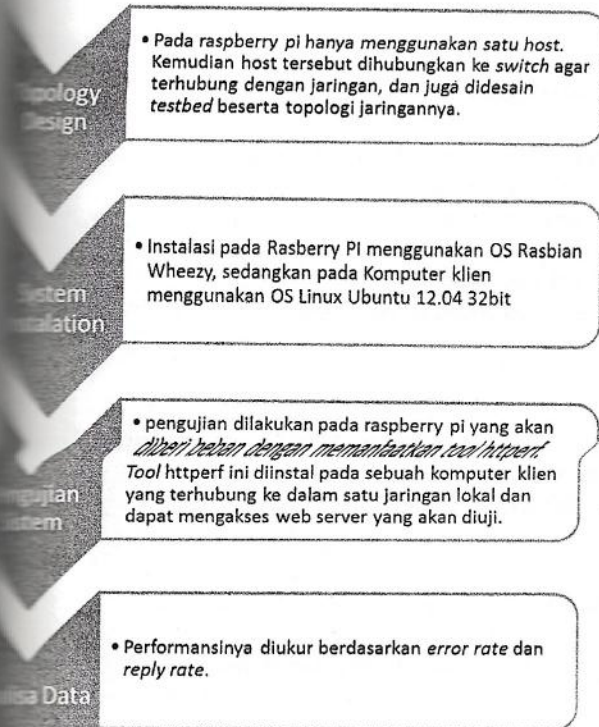 Topology
Design
• Pada raspberry pi hanya menggunakan satu host.
Kemudian host tersebut dihubungkan ke switch agar
terhubung dengan jaringan, dan juga didesain
testbed beserta topologi jaringannya.
System
• Instalasi pada Rasberry PI menggunakan OS Rasbian
Wheezy, sedangkan pada Komputer klien
menggunakan OS Linux Ubuntu 12.04 32bit
• pengujian dilakukan pada raspberry pi yang akan
diberi beban dengan memanfaatkan tool httperf.
Tool httperf ini diinstal pada sebuah komputer klien
yang terhubung ke dalam satu jaringan lokal dan
dapat mengakses web server yang akan diuji.
• Performansinya diukur berdasarkan error rate dan
reply rate.
Data